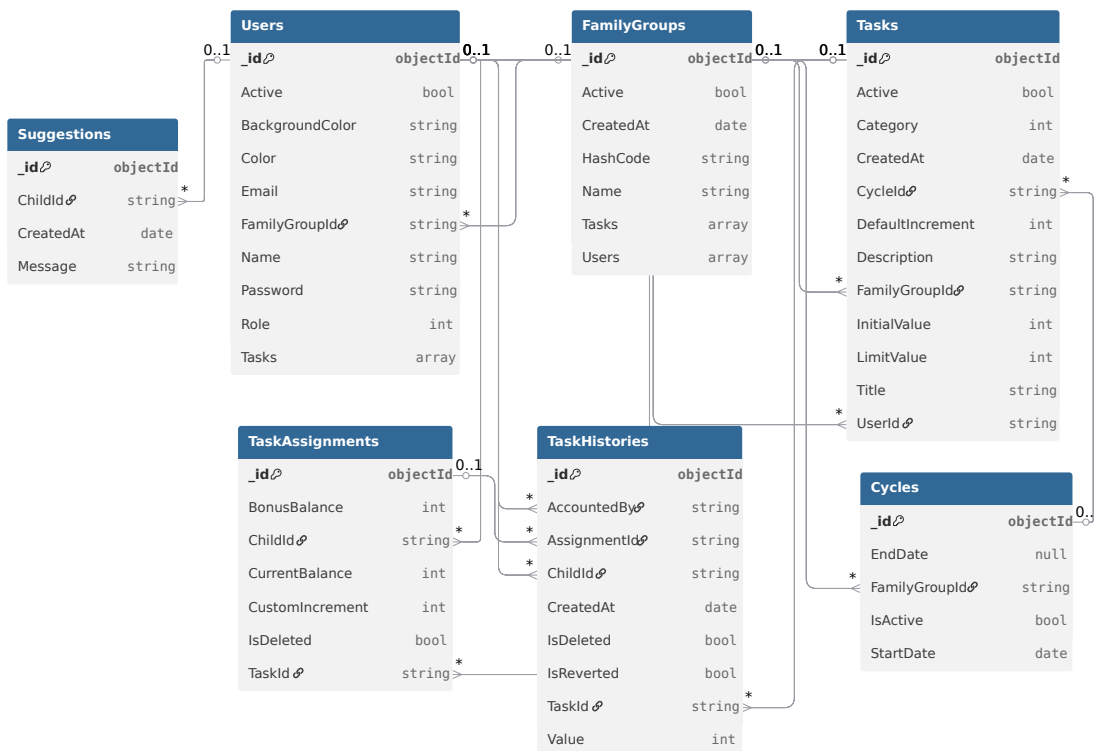 Users
_id objectId
Active bool
BackgroundColor string
Color string
Email string
FamilyGroupId string
Name string
Password string
Role int
Tasks array
FamilyGroups
_id objectId
Active bool
CreatedAt date
HashCode string
Name string
Tasks array
Users array
Tasks
_id objectId
Active bool
Category int
CreatedAt date
CycleId string
DefaultIncrement int
Description string
FamilyGroupId string
InitialValue int
LimitValue int
Title string
UserId string
Suggestions
_id objectId
ChildId string
CreatedAt date
Message string
TaskAssignments
_id objectId
BonusBalance int
ChildId string
CurrentBalance int
CustomIncrement int
IsDeleted bool
TaskId string
TaskHistories
_id objectId
AccountedBy string
AssignmentId string
ChildId string
CreatedAt date
IsDeleted bool
IsReverted bool
TaskId string
Value int
Cycles
_id objectId
EndDate null
FamilyGroupId string
IsActive bool
StartDate date
0..1
0..1
0..1
0..1
0..1
0..1
0..
*
*
*
*
*
*
*
*
*
*
*
*